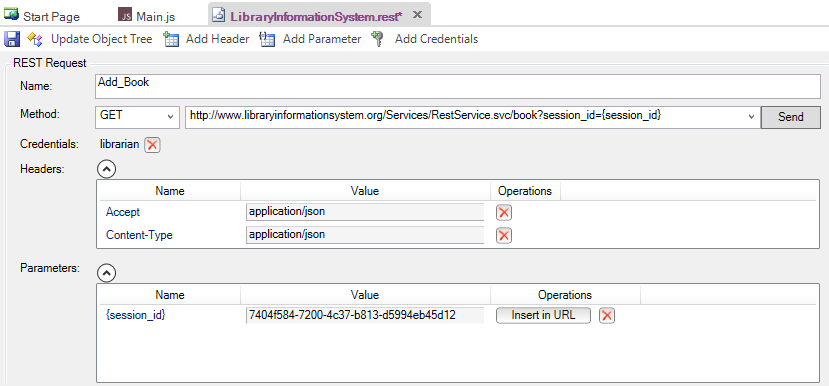 Start Page JS Main.js LibraryInformationSystem.rest*
Update Object Tree Add Header Add Parameter Add Credentials
REST Request
Name: Add_Book
Method: GET http://www.libraryinformationsystem.org/Services/RestService.svc/book?session_id={session_id} Send
Credentials: librarian
Headers:
Name Value Operations
Accept application/json
Content-Type application/json
Parameters:
Name Value Operations
{session_id} 7404f584-7200-4c37-b813-d5994eb45d12 Insert in URL